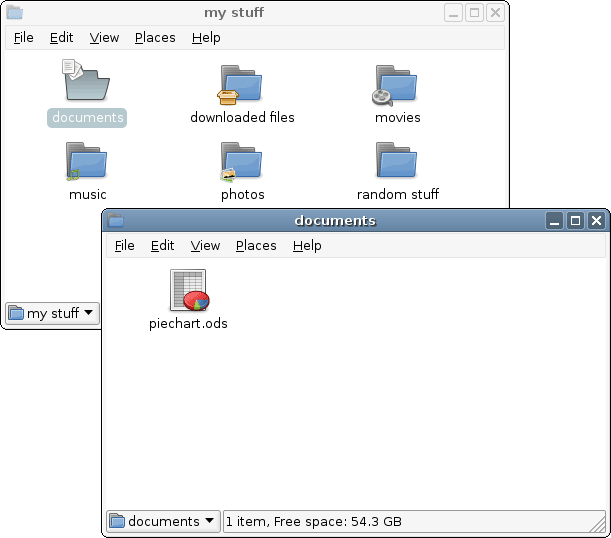 my stuff
File Edit View Places Help
documents downloaded files movies
music photos random stuff
my stuff
documents
File Edit View Places Help
piechart.ods
documents 1 item, Free space: 54.3 GB